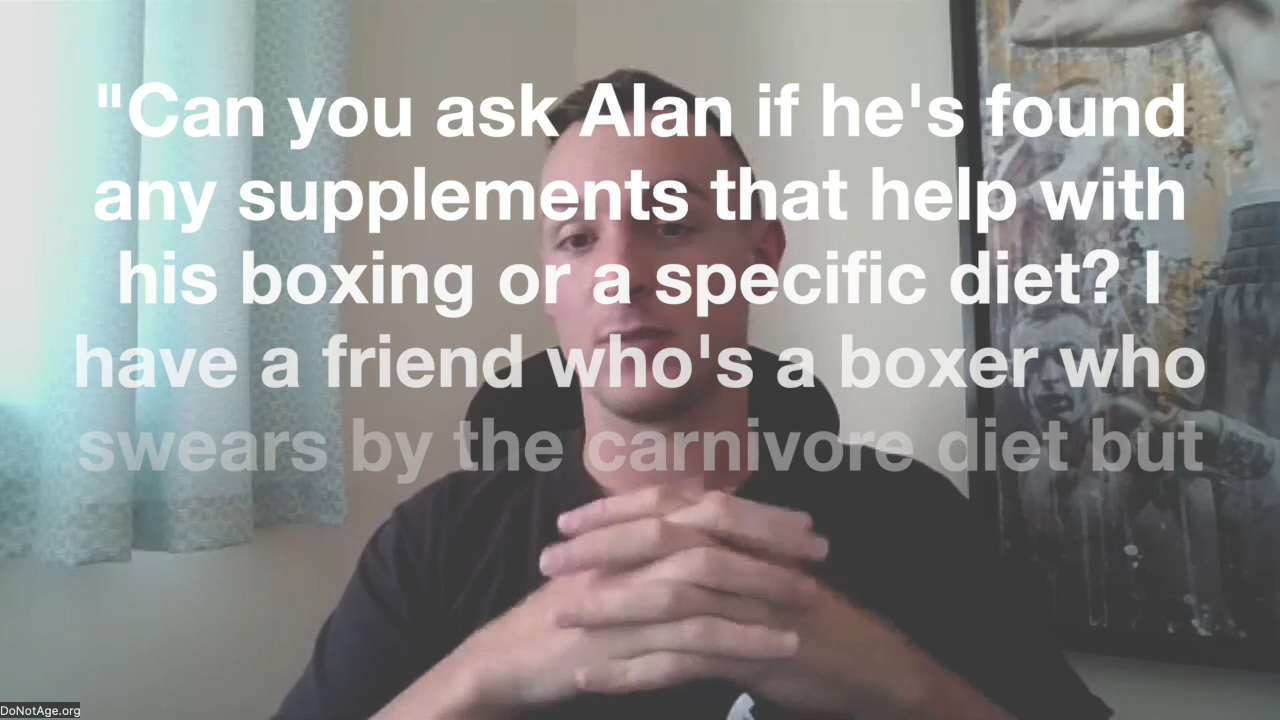 "Can you ask Alan if he's found
any supplements that help with
his boxing or a specific diet? I
have a friend who's a boxer who
swears by the carnivore diet but
DoNotAge.org